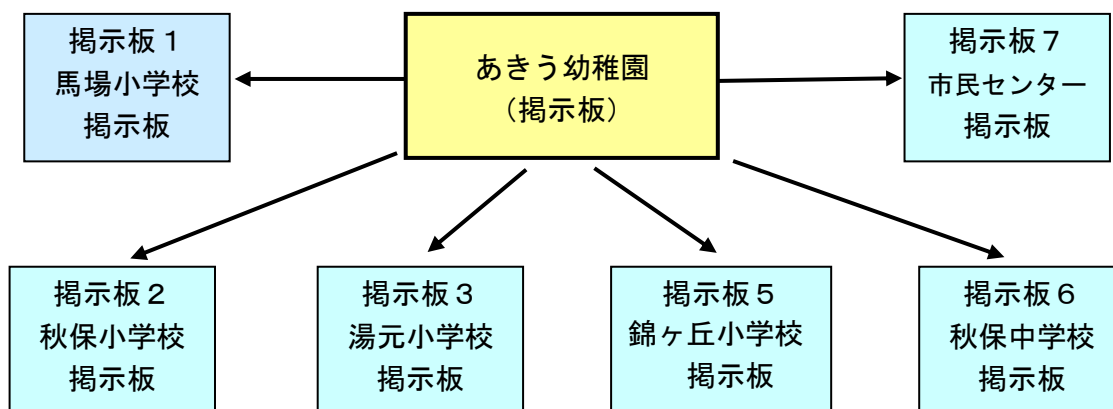 掲示板１
馬場小学校
掲示板
あきう幼稚園
（掲示板）
掲示板７
市民センター
掲示板
掲示板２
秋保小学校
掲示板
掲示板３
湯元小学校
掲示板
掲示板５
錦ヶ丘小学校
掲示板
掲示板６
秋保中学校
掲示板